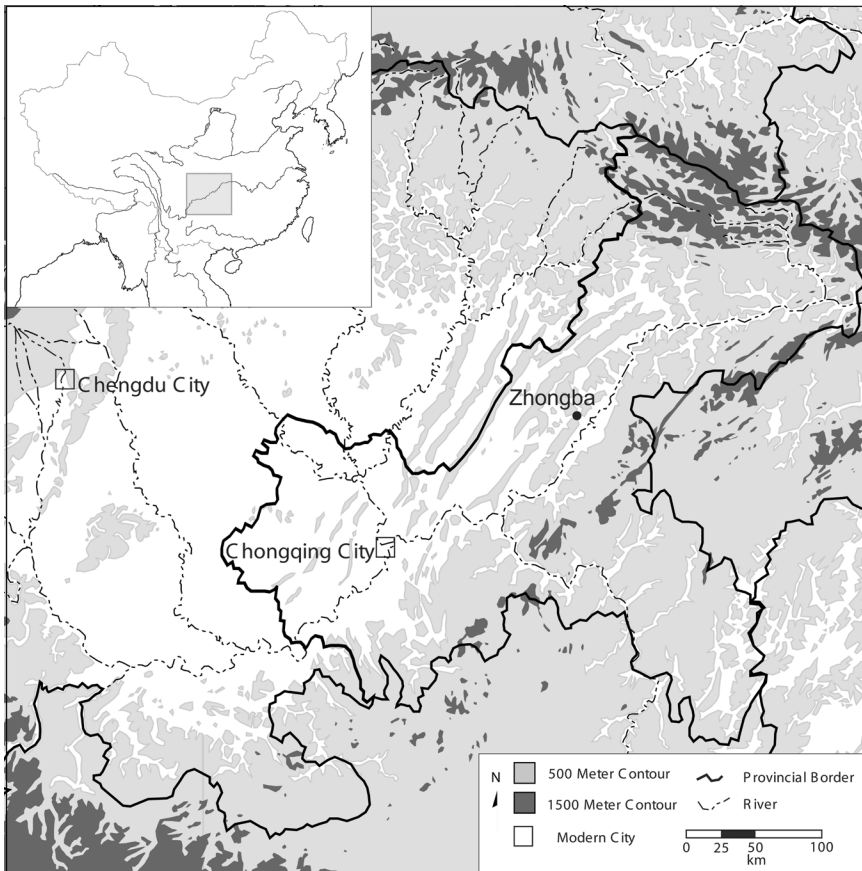 Chengdu City
Zhongba
Chongqing City
N
500 Meter Contour
1500 Meter Contour
Modern City
Provincial Border
River
0 25 50 100
km